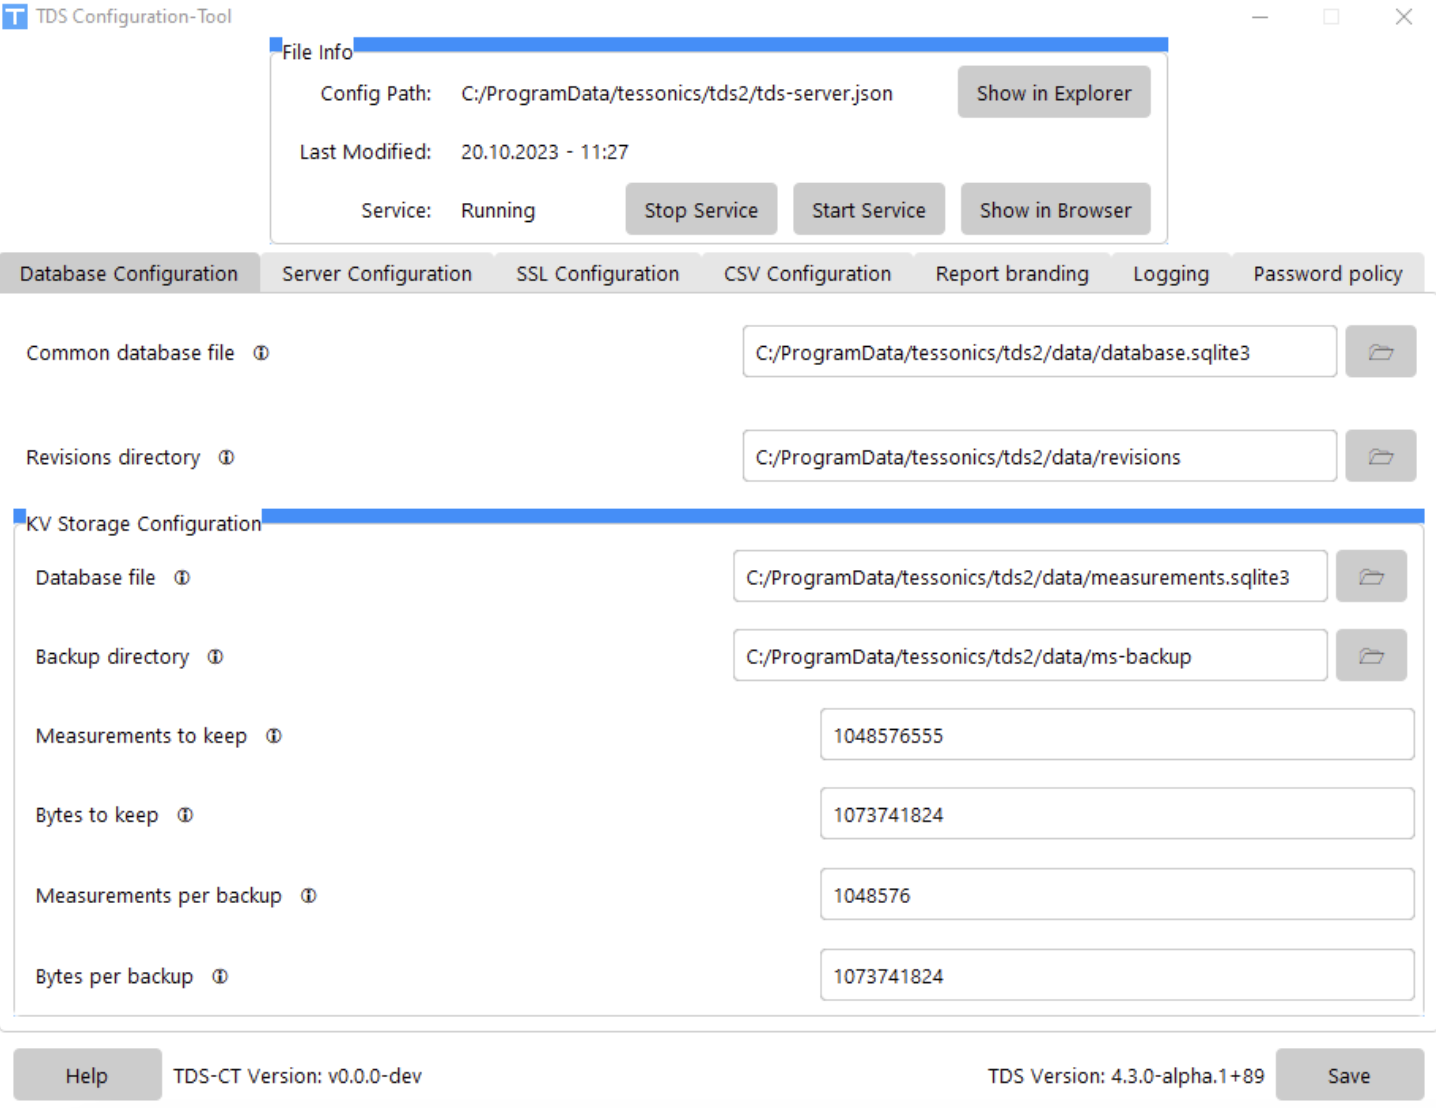 T TDS Configuration-Tool
File Info
Config Path: C:/ProgramData/tessonics/tds2/tds-server.json Show in Explorer
Last Modified: 20.10.2023 - 11:27
Service: Running Stop Service Start Service Show in Browser
Database Configuration Server Configuration SSL Configuration CSV Configuration Report branding Logging Password policy
Common database file C:/ProgramData/tessonics/tds2/data/database.sqlite3
Revisions directory C:/ProgramData/tessonics/tds2/data/revisions
KV Storage Configuration
Database file C:/ProgramData/tessonics/tds2/data/measurements.sqlite3
Backup directory C:/ProgramData/tessonics/tds2/data/ms-backup
Measurements to keep 1048576555
Bytes to keep 1073741824
Measurements per backup 1048576
Bytes per backup 1073741824
Help TDS-CT Version: v0.0.0-dev TDS Version: 4.3.0-alpha.1+89 Save